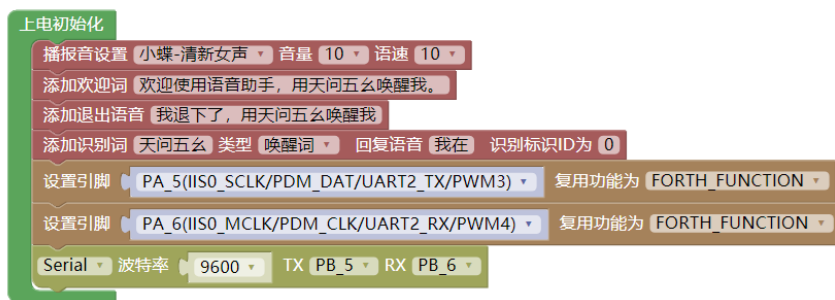 上电初始化
播报音设置 小蝶-清新女声 音量 10 语速 10
添加欢迎词 欢迎使用语音助手，用天问五幺唤醒我。
添加退出语音 我退下了，用天问五幺唤醒我
添加识别词 天问五幺 类型 唤醒词 回复语音 我在 识别标识ID为 0
设置引脚 PA_5(IIS0_SCLK/PDM_DAT/UART2_TX/PWM3) 复用功能为 FORTH_FUNCTION
设置引脚 PA_6(IIS0_MCLK/PDM_CLK/UART2_RX/PWM4) 复用功能为 FORTH_FUNCTION
Serial 波特率 9600 TX PB_5 RX PB_6